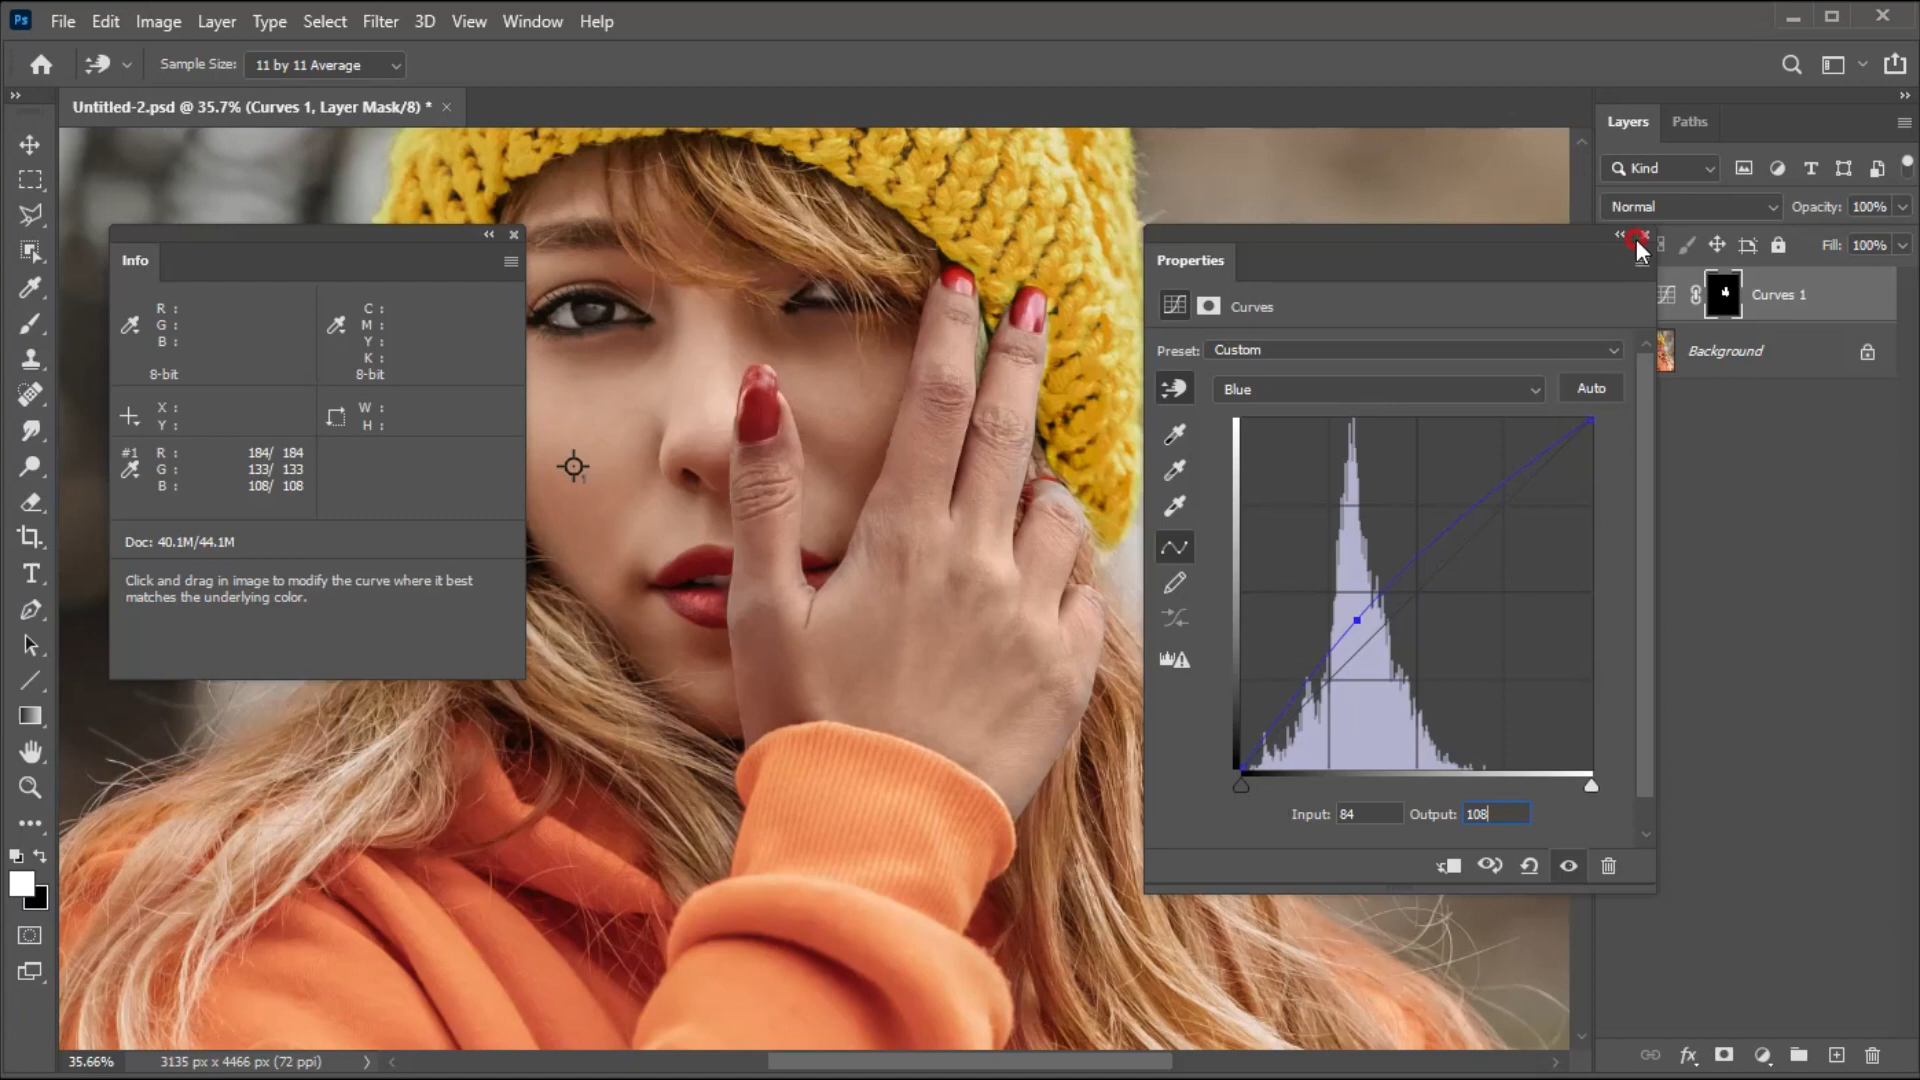 Ps File Edit Image Layer Type Select Filter 3D View Window Help
Sample Size: 11 by 11 Average
Untitled-2.psd @ 35.7% (Curves 1, Layer Mask/8) *
Layers Paths
Kind
Normal Opacity: 100%
Fill: 100%
Curves 1
Background
Info
R : C :
G : M :
B : Y :
K :
8-bit 8-bit
X : W :
Y : H :
#1 R : 184/ 184
G : 133/ 133
B : 108/ 108
Doc: 40.1M/44.1M
Click and drag in image to modify the curve where it best
matches the underlying color.
1
Properties
Curves
Preset: Custom
Blue Auto
Input: 84 Output: 108
35.66% 3135 px x 4466 px (72 ppi)